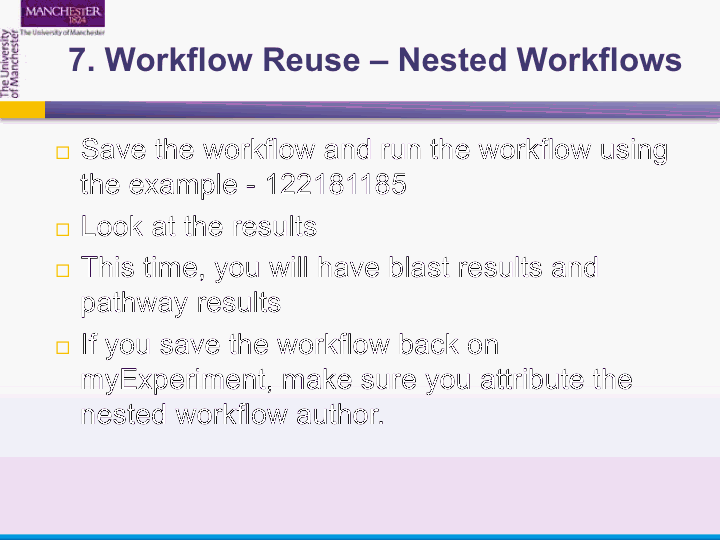 MANCHESTER
1824
The University of Manchester
The University
of Manchester
7. Workflow Reuse – Nested Workflows
Save the workflow and run the workflow using
the example - 122181185
Look at the results
This time, you will have blast results and
pathway results
If you save the workflow back on
myExperiment, make sure you attribute the
nested workflow author.